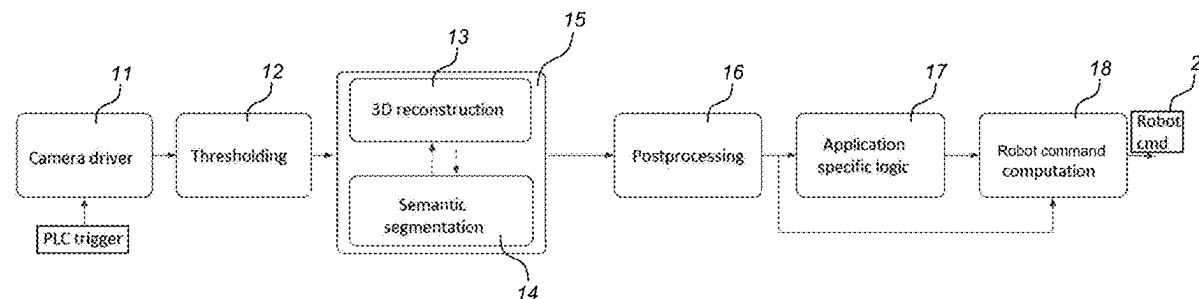 13
15
11
12
16
17
18
2
3D reconstruction
Camera driver
Thresholding
Postprocessing
Application
specific logic
Robot command
computation
Robot
cmd
Semantic
segmentation
PLC trigger
14